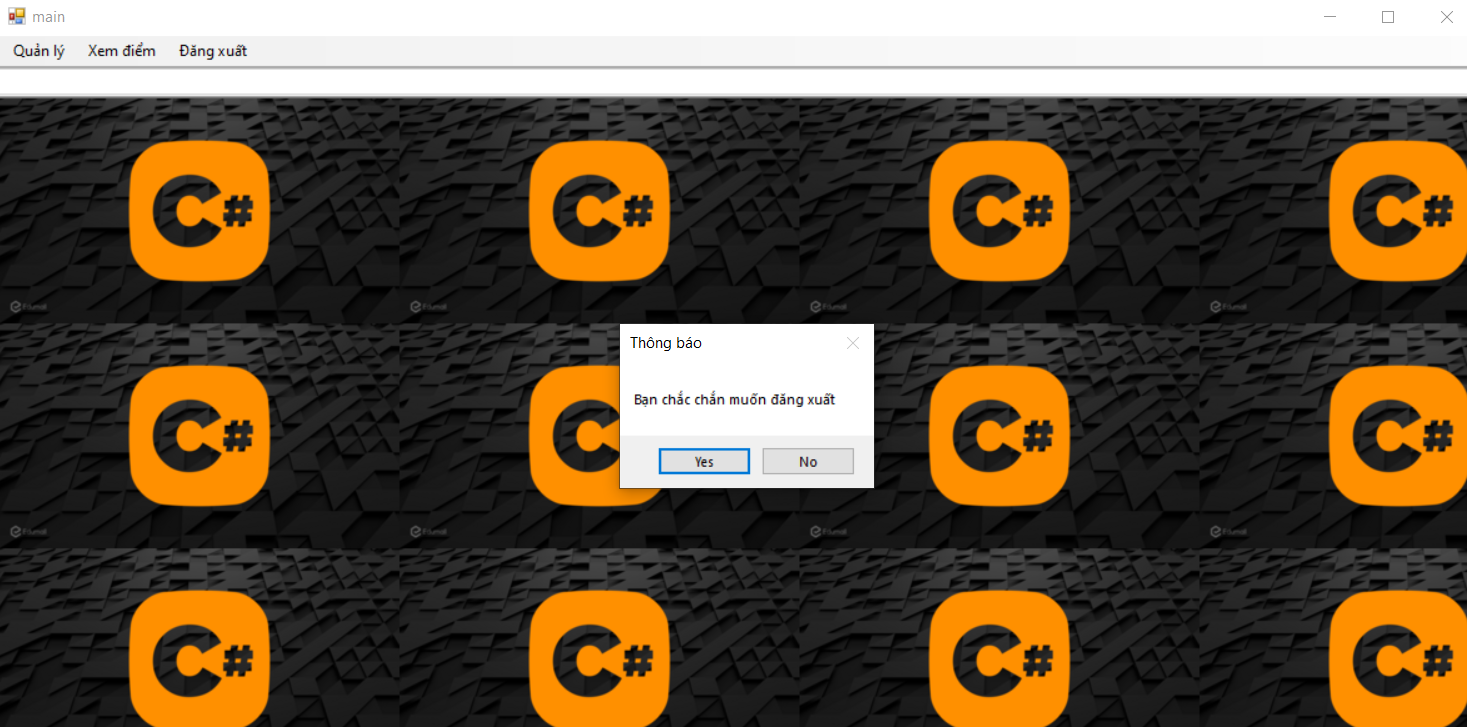 main
Quản lý Xem điểm Đăng xuất
C#
C#
C#
C#
Thông báo
Bạn chắc chắn muốn đăng xuất
Yes No
C#
C#
C#
C#
C#
C#
C#
C#